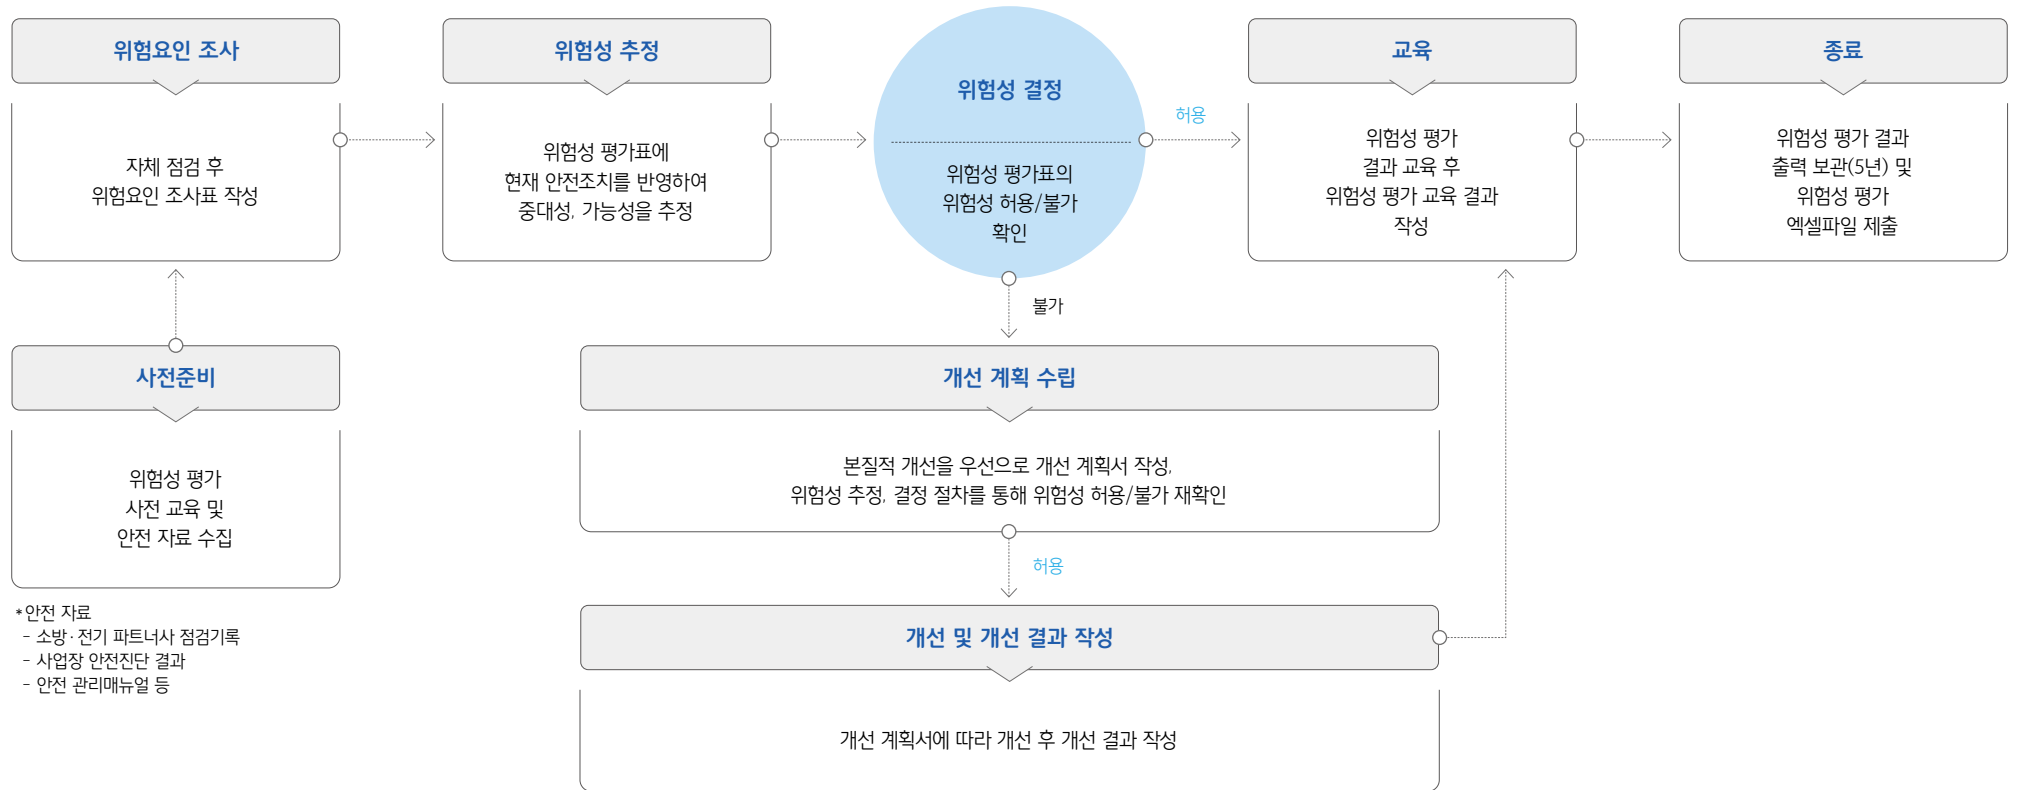 위험요인 조사
자체 점검 후
위험요인 조사표 작성
위험성 추정
위험성 평가표에
현재 안전조치를 반영하여
중대성, 가능성을 추정
위험성 결정
위험성 평가표의
위험성 허용/불가
확인
허용
교육
위험성 평가
결과 교육 후
위험성 평가 교육 결과
작성
종료
위험성 평가 결과
출력 보관(5년) 및
위험성 평가
엑셀파일 제출
불가
사전준비
위험성 평가
사전 교육 및
안전 자료 수집
*안전 자료
- 소방·전기 파트너사 점검기록
- 사업장 안전진단 결과
- 안전 관리매뉴얼 등
개선 계획 수립
본질적 개선을 우선으로 개선 계획서 작성,
위험성 추정, 결정 절차를 통해 위험성 허용/불가 재확인
허용
개선 및 개선 결과 작성
개선 계획서에 따라 개선 후 개선 결과 작성